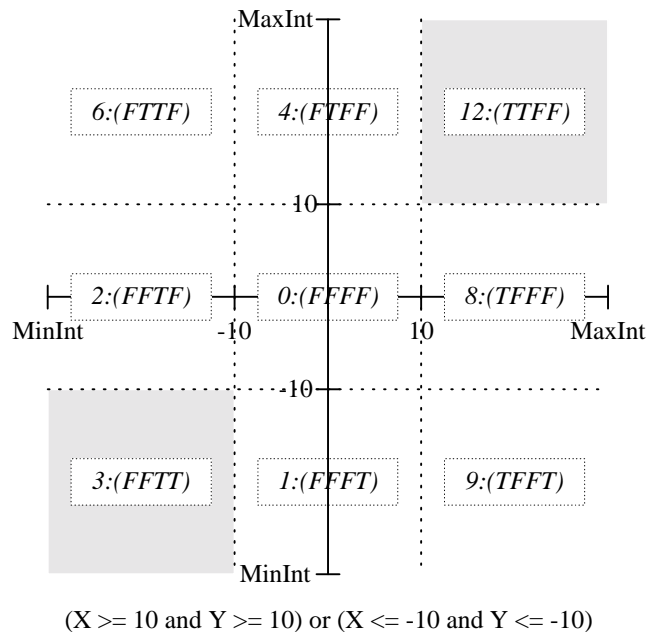 MaxInt
6:(FTTF) 4:(FTFF) 12:(TTFF)
10
2:(FFTF) 0:(FFFF) 8:(TFFF)
MinInt -10 10 MaxInt
-10
3:(FFTT) 1:(FFFT) 9:(TFFT)
MinInt
(X >= 10 and Y >= 10) or (X <= -10 and Y <= -10)